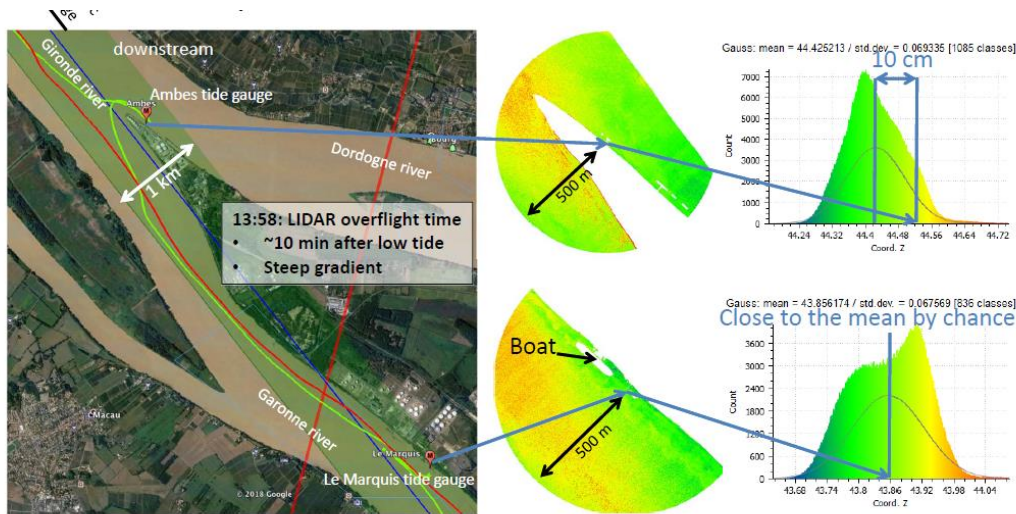 downstream
Gironde river
Ambes
Ambes tide gauge
1 km
Dordogne river
Bourg
13:58: LIDAR overflight time
• ~10 min after low tide
• Steep gradient
Macau
Garonne river
Le Marquis
Le Marquis tide gauge
© 2018 Google
500 m
Gauss: mean = 44.425213 / std.dev. = 0.069335 [1085 classes]
10 cm
7000
6000
5000
4000
3000
2000
1000
0
Count
44.24 44.32 44.4 44.48 44.56 44.64 44.72
Coord. Z
Boat
500 m
Gauss: mean = 43.856174 / std.dev. = 0.067569 [836 classes]
Close to the mean by chance
3600
3000
2400
1800
1200
600
0
Count
43.68 43.74 43.8 43.86 43.92 43.98 44.04
Coord. Z